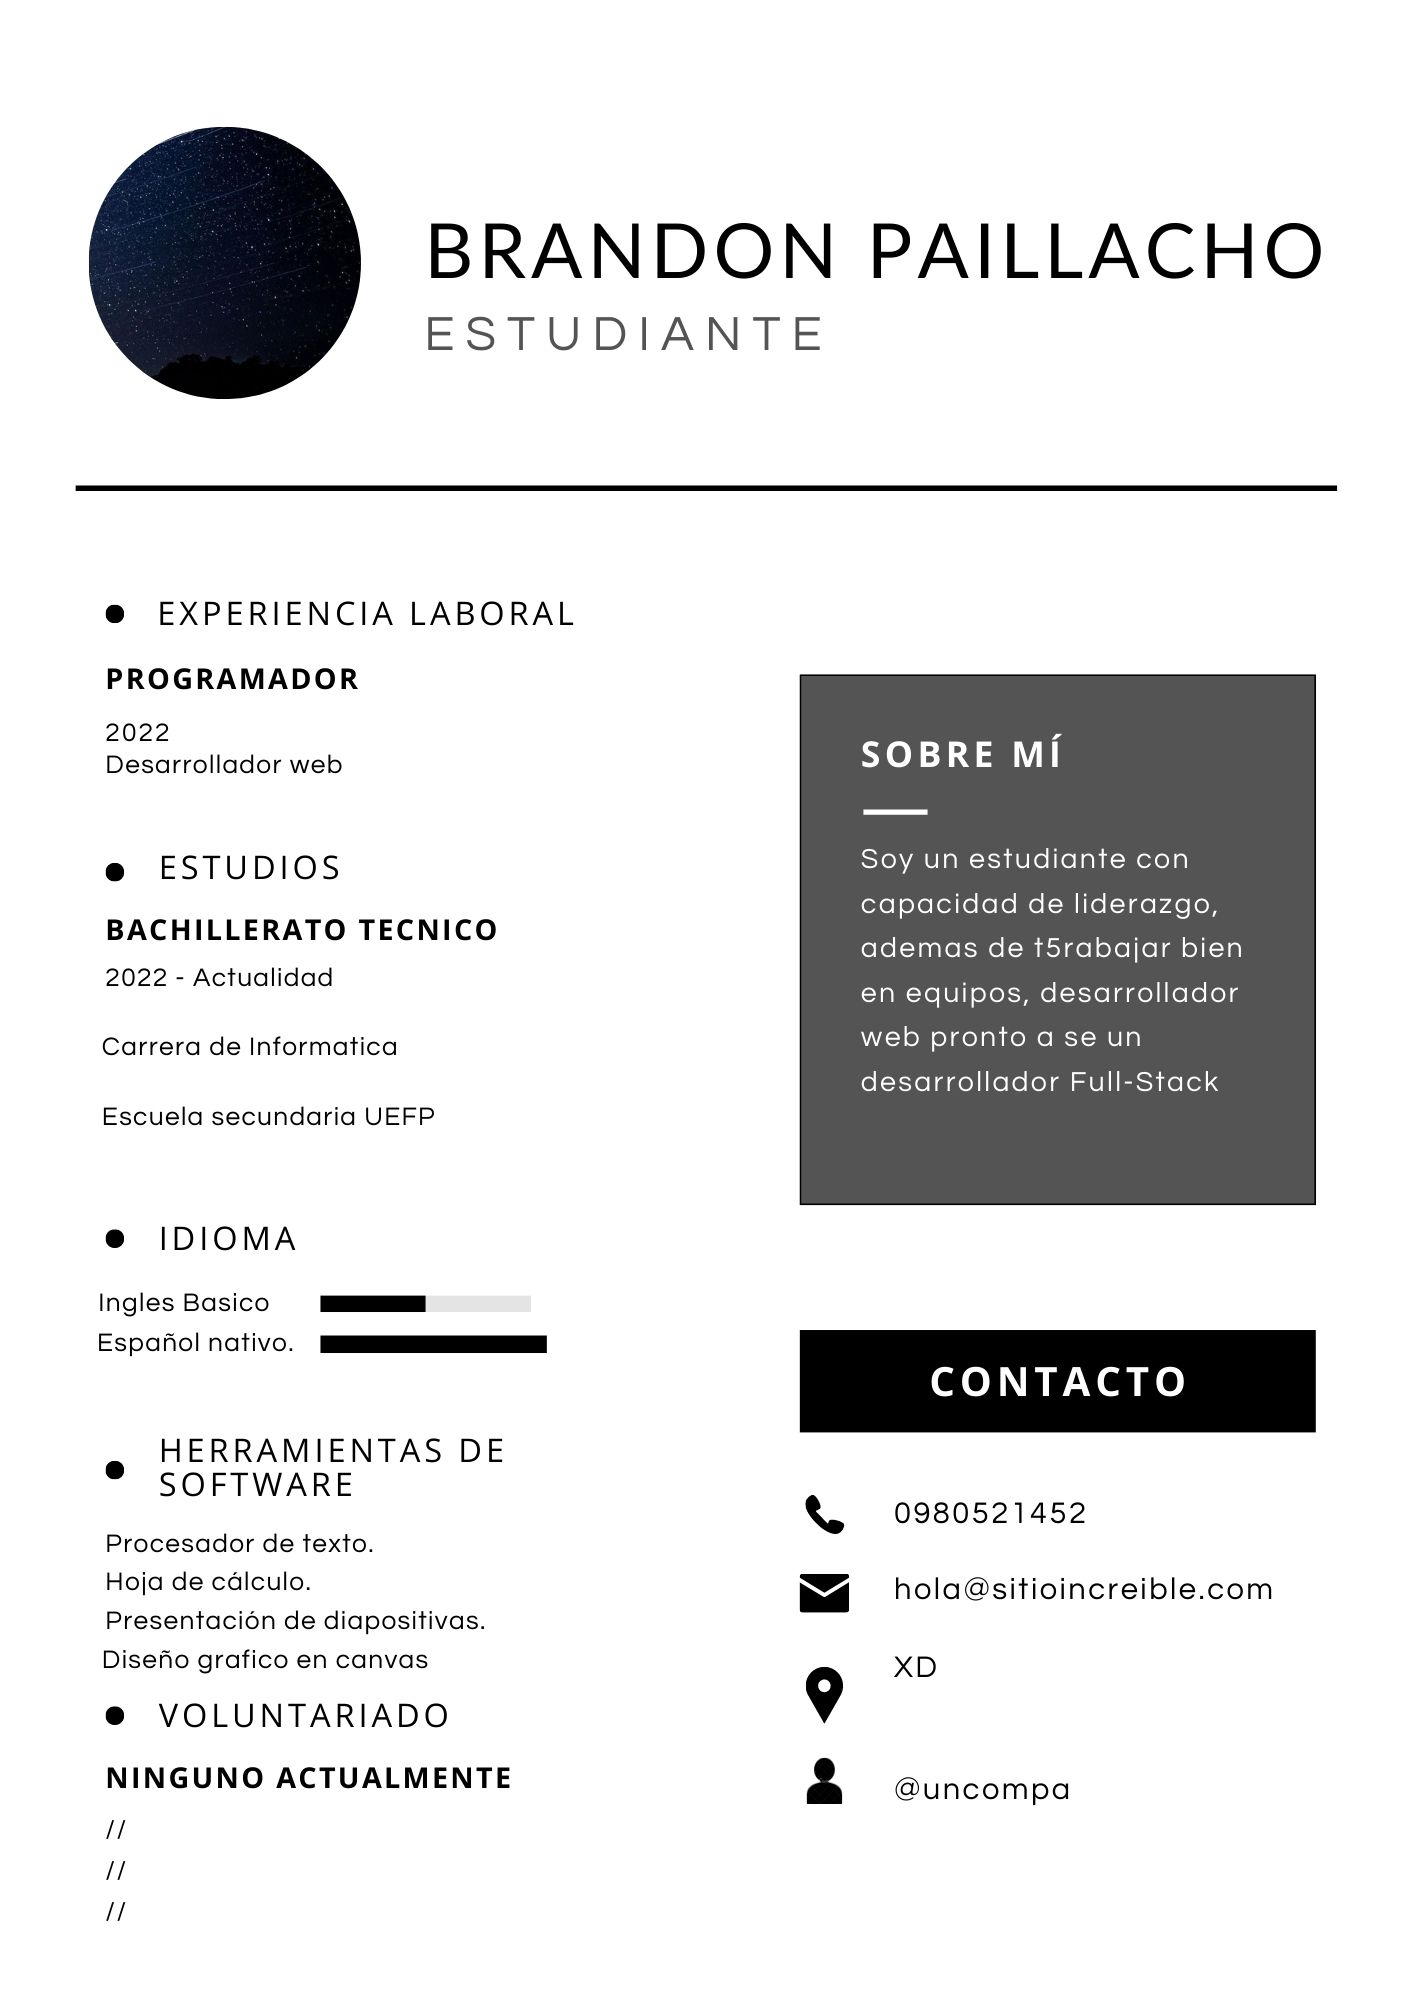 BRANDON PAILLACHO
ESTUDIANTE
EXPERIENCIA LABORAL
PROGRAMADOR
2022
Desarrollador web
ESTUDIOS
BACHILLERATO TECNICO
2022 - Actualidad
Carrera de Informatica
Escuela secundaria UEFP
IDIOMA
Ingles Basico
Español nativo.
HERRAMIENTAS DE
SOFTWARE
Procesador de texto.
Hoja de cálculo.
Presentación de diapositivas.
Diseño grafico en canvas
VOLUNTARIADO
NINGUNO ACTUALMENTE
//
//
//
SOBRE MÍ
Soy un estudiante con
capacidad de liderazgo,
ademas de t5rabajar bien
en equipos, desarrollador
web pronto a se un
desarrollador Full-Stack
CONTACTO
0980521452
hola@sitioincreible.com
XD
@uncompa